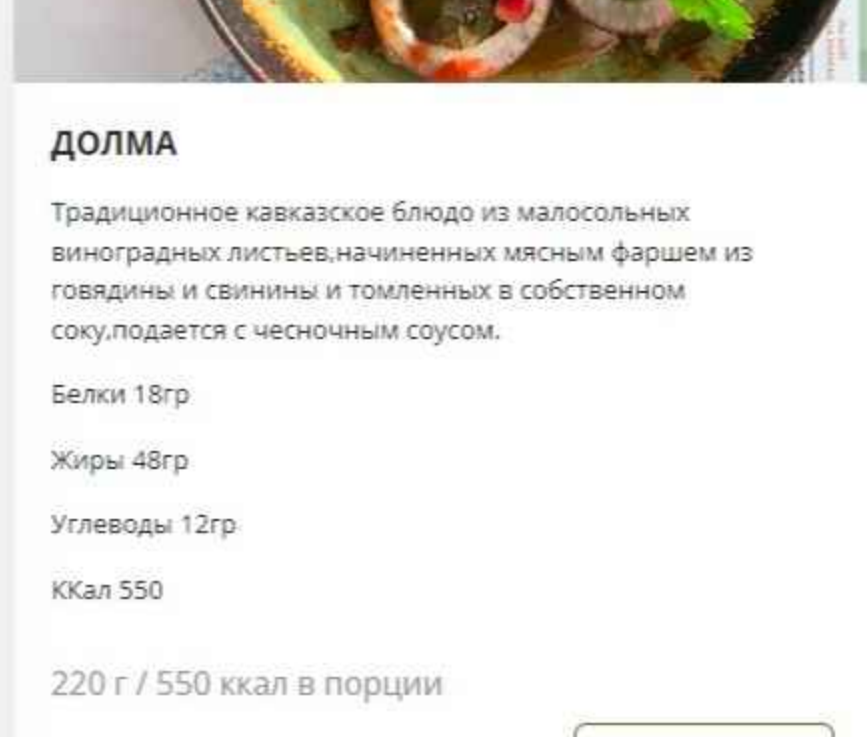 ДОЛМА
Традиционное кавказское блюдо из малосольных
виноградных листьев,начиненных мясным фаршем из
говядины и свинины и томленных в собственном
соку,подается с чесночным соусом.
Белки 18гр
Жиры 48гр
Углеводы 12гр
ККал 550
220 г / 550 ккал в порции